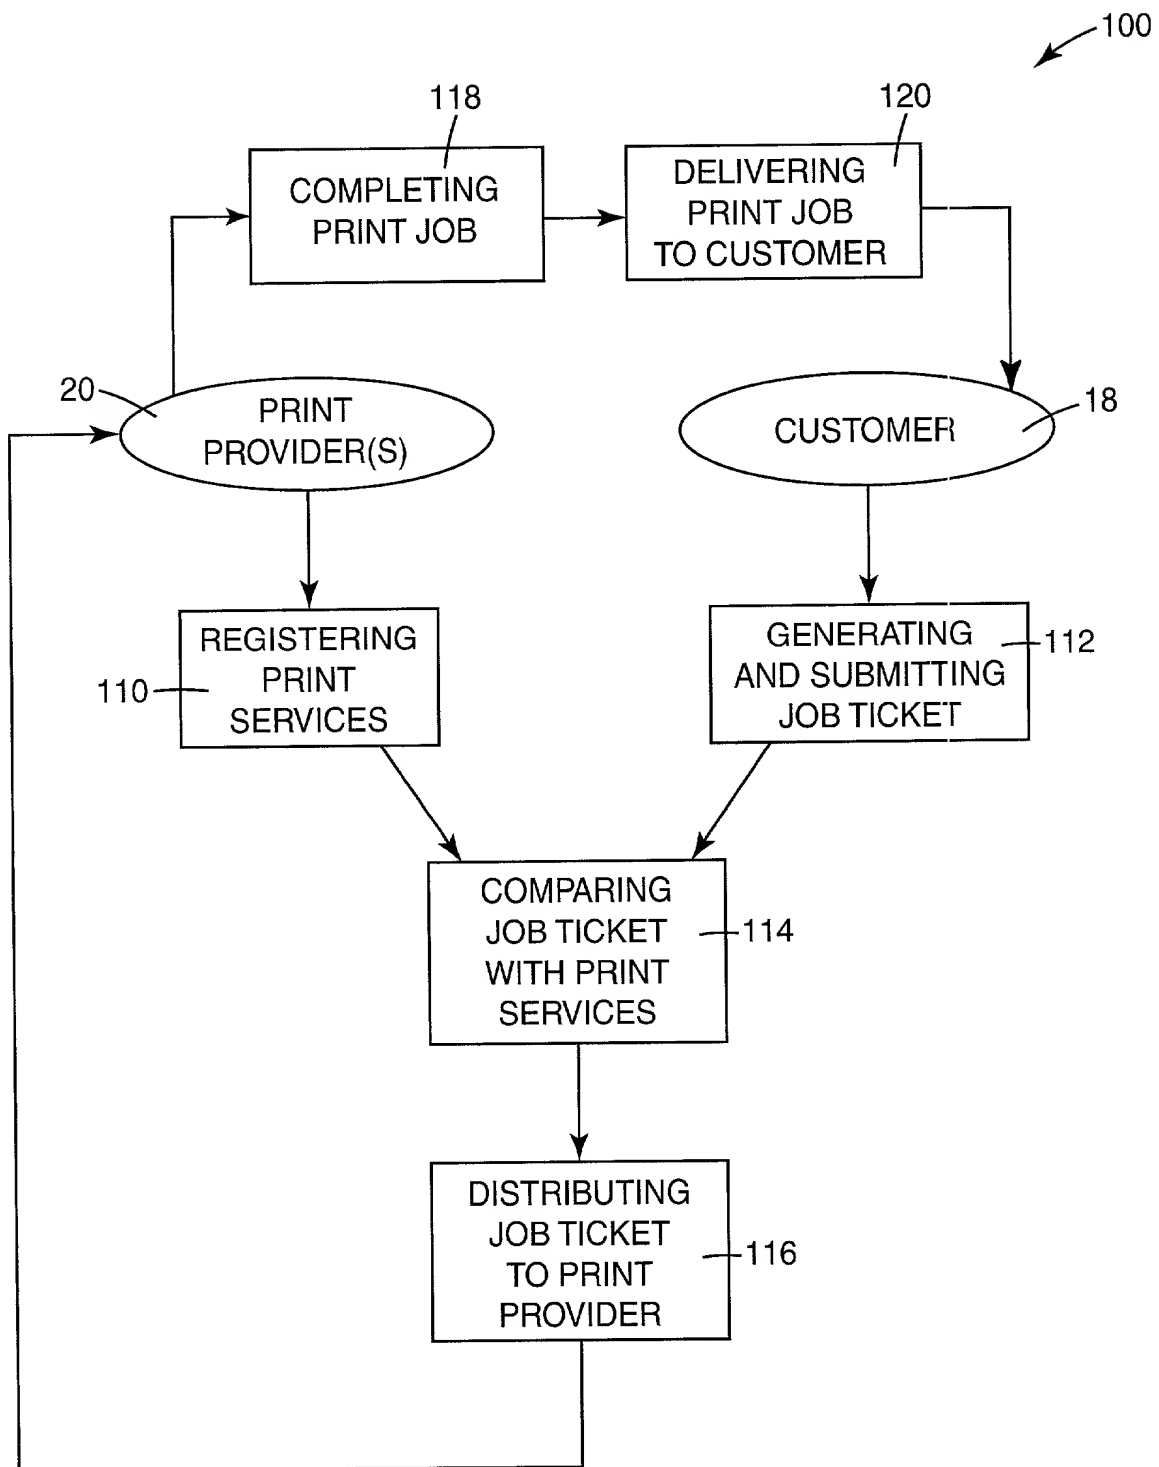 100
118
120
COMPLETING
PRINT JOB
DELIVERING
PRINT JOB
TO CUSTOMER
20
PRINT
PROVIDER(S)
CUSTOMER
18
REGISTERING
PRINT
SERVICES
110
GENERATING
AND SUBMITTING
JOB TICKET
112
COMPARING
JOB TICKET
WITH PRINT
SERVICES
114
DISTRIBUTING
JOB TICKET
TO PRINT
PROVIDER
116